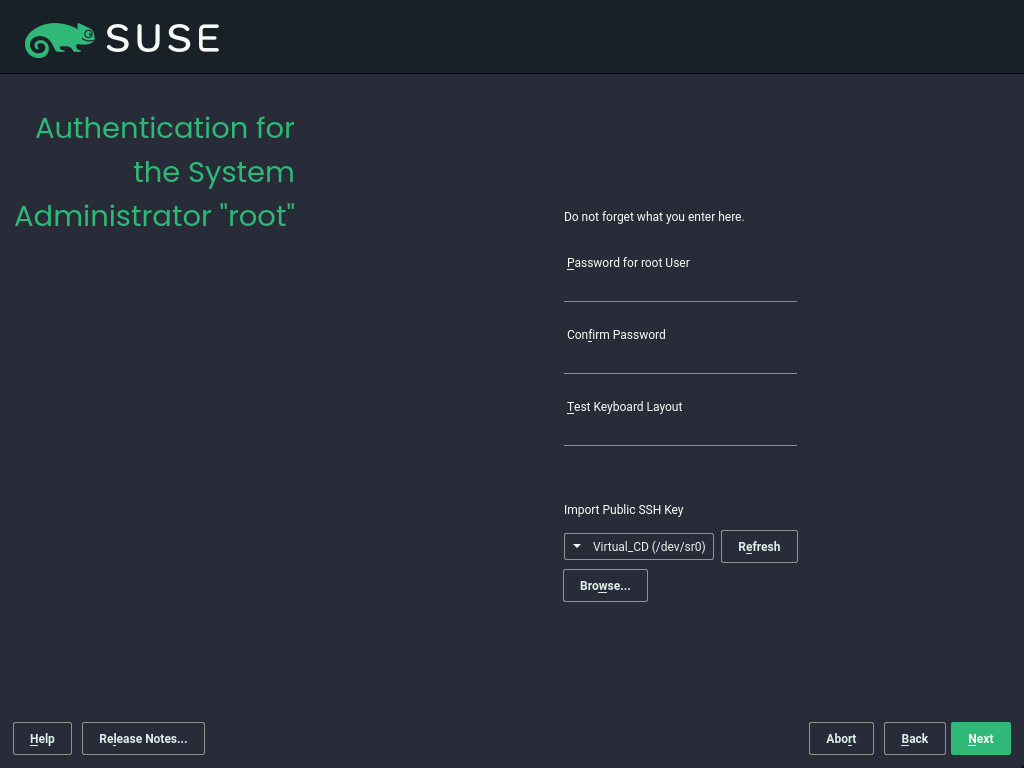 SUSE
Authentication for
the System
Administrator "root"
Do not forget what you enter here.
Password for root User
Confirm Password
Test Keyboard Layout
Import Public SSH Key
Virtual_CD (/dev/sr0)
Refresh
Browse...
Help
Release Notes...
Abort
Back
Next